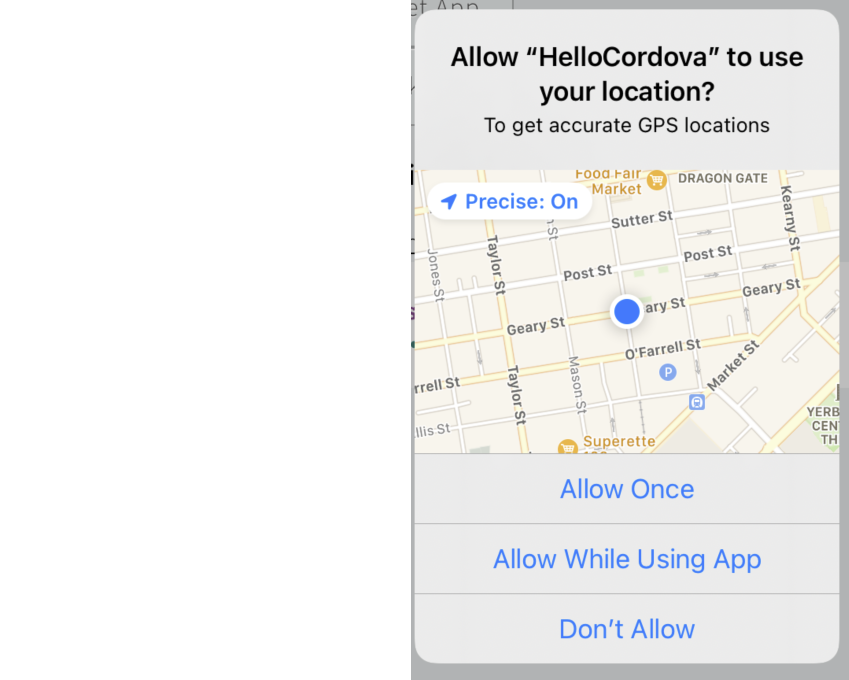 Allow “HelloCordova” to use
your location?
To get accurate GPS locations
Food Fair
Market
DRAGON GATE
Precise: On
Kearny St
Sutter St
Taylor St
Jones St
Post St
Post St
Geary St
ary St
Geary St
O'Farrell St
Market St
P
Mason St
Taylor St
rrell St
llis St
YERB
CENT
TH
Superette
Allow Once
Allow While Using App
Don’t Allow